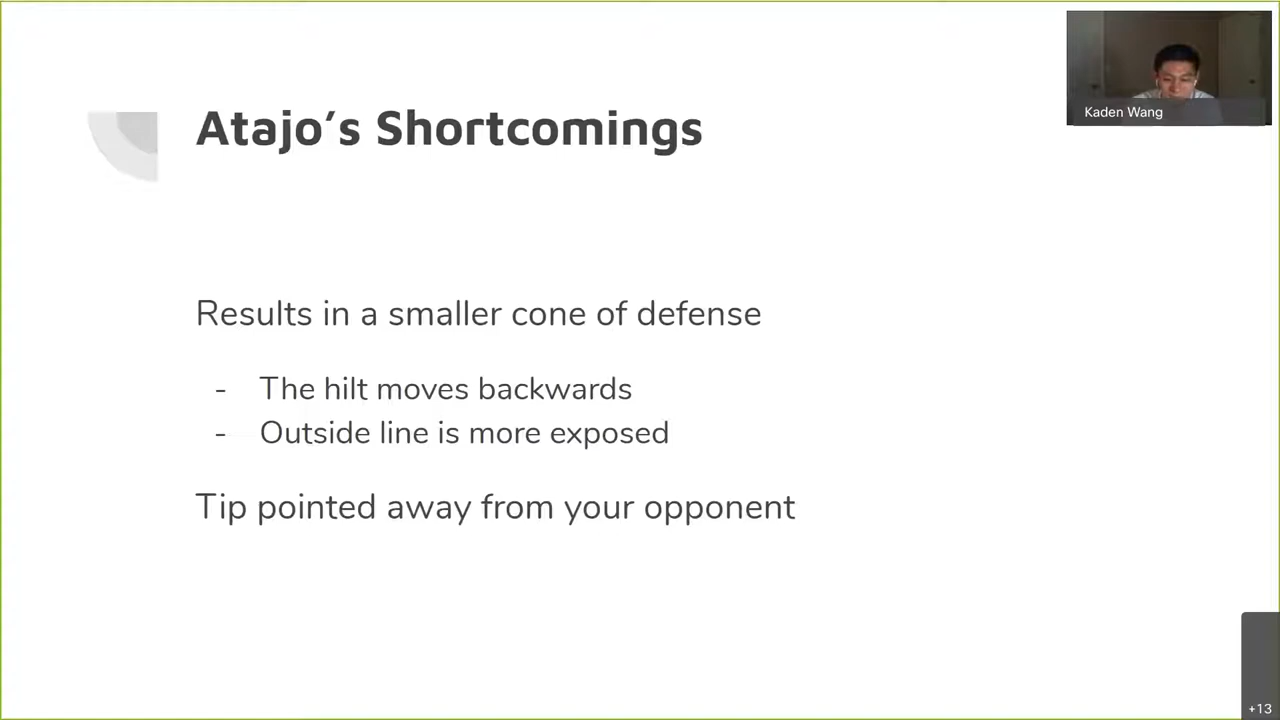 Kaden Wang
Atajo’s Shortcomings
Results in a smaller cone of defense
- The hilt moves backwards
- Outside line is more exposed
Tip pointed away from your opponent
+13